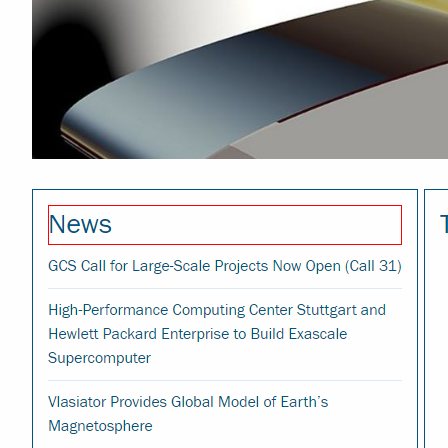 News
GCS Call for Large-Scale Projects Now Open (Call 31)
High-Performance Computing Center Stuttgart and
Hewlett Packard Enterprise to Build Exascale
Supercomputer
Vlasiator Provides Global Model of Earth's
Magnetosphere